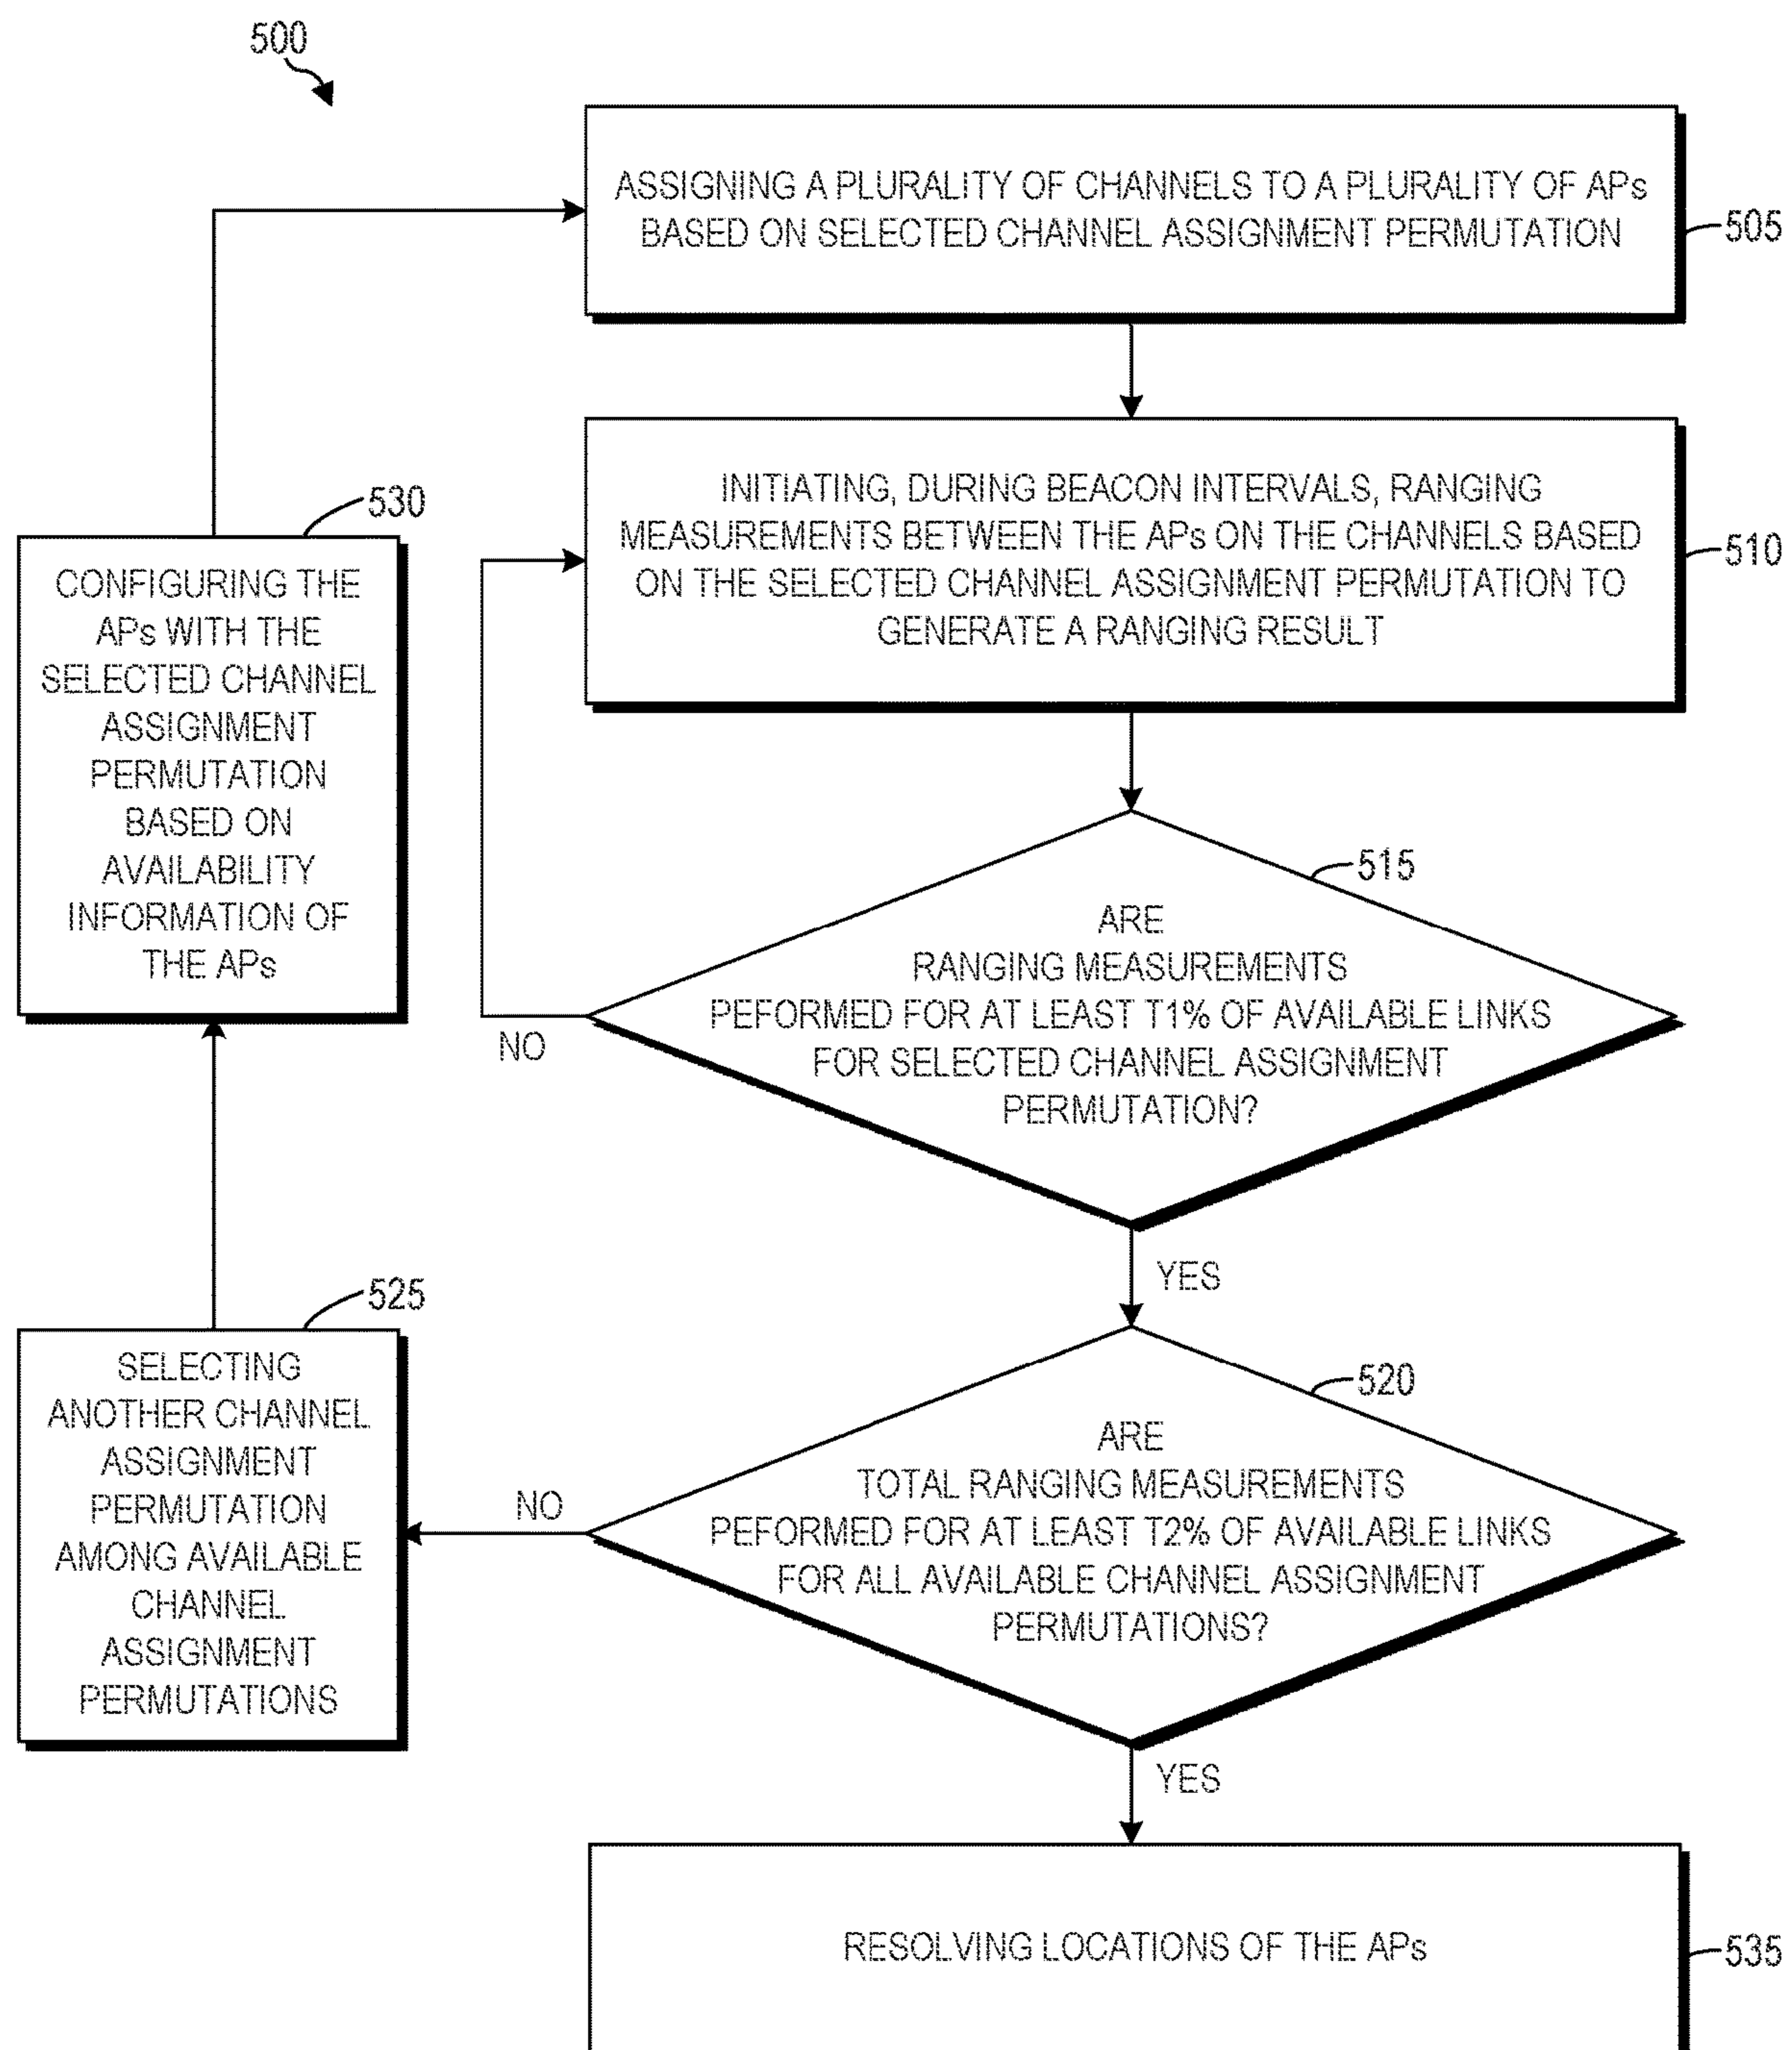 500
ASSIGNING A PLURALITY OF CHANNELS TO A PLURALITY OF APs
BASED ON SELECTED CHANNEL ASSIGNMENT PERMUTATION
505
INITIATING, DURING BEACON INTERVALS, RANGING
MEASUREMENTS BETWEEN THE APs ON THE CHANNELS BASED
ON THE SELECTED CHANNEL ASSIGNMENT PERMUTATION TO
GENERATE A RANGING RESULT
510
530
CONFIGURING THE
APs WITH THE
SELECTED CHANNEL
ASSIGNMENT
PERMUTATION
BASED ON
AVAILABILITY
INFORMATION OF
THE APs
515
ARE
RANGING MEASUREMENTS
PEFORMED FOR AT LEAST T1% OF AVAILABLE LINKS
FOR SELECTED CHANNEL ASSIGNMENT
PERMUTATION?
NO
YES
525
SELECTING
ANOTHER CHANNEL
ASSIGNMENT
PERMUTATION
AMONG AVAILABLE
CHANNEL
ASSIGNMENT
PERMUTATIONS
520
ARE
TOTAL RANGING MEASUREMENTS
PEFORMED FOR AT LEAST T2% OF AVAILABLE LINKS
FOR ALL AVAILABLE CHANNEL ASSIGNMENT
PERMUTATIONS?
NO
YES
RESOLVING LOCATIONS OF THE APs
535